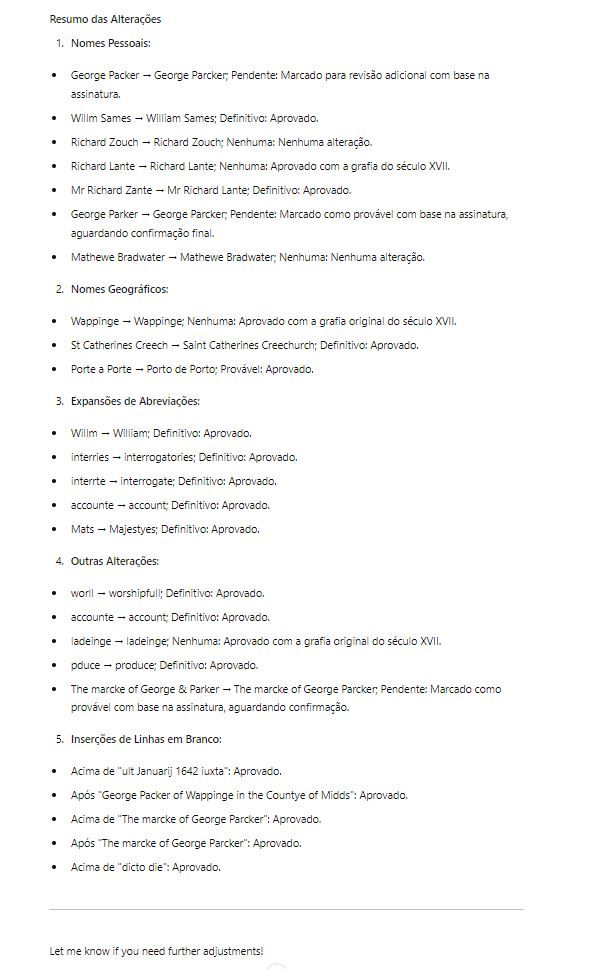 Resumo das Alterações
1. Nomes Pessoais:
• George Packer → George Parcker; Pendente: Marcado para revisão adicional com base na
assinatura.
• Willm Sames → William Sames; Definitivo: Aprovado.
• Richard Zouch → Richard Zouch; Nenhuma: Nenhuma alteração.
• Richard Lante → Richard Lante; Nenhuma: Aprovado com a grafia do século XVII.
• Mr Richard Zante → Mr Richard Lante; Definitivo: Aprovado.
• George Parker → George Parcker; Pendente: Marcado como provável com base na assinatura,
aguardando confirmação final.
• Mathewe Bradwater → Mathewe Bradwater; Nenhuma: Nenhuma alteração.
2. Nomes Geográficos:
• Wappinge → Wappinge; Nenhuma: Aprovado com a grafia original do século XVII.
• St Catherines Creech → Saint Catherines Creechurch; Definitivo: Aprovado.
• Porte a Porte → Porto de Porto; Provável: Aprovado.
3. Expansões de Abreviações:
• Willm → William; Definitivo: Aprovado.
• interries → interrogatories; Definitivo: Aprovado.
• interrte → interrogate; Definitivo: Aprovado.
• accounte → account; Definitivo: Aprovado.
• Mats → Majestyes; Definitivo: Aprovado.
4. Outras Alterações:
• worll → worshipfull; Definitivo: Aprovado.
• accounte → account; Definitivo: Aprovado.
• ladeinge → ladeinge; Nenhuma: Aprovado com a grafia original do século XVII.
• pduce → produce; Definitivo: Aprovado.
• The marcke of George & Parker → The marcke of George Parcker; Pendente: Marcado como
provável com base na assinatura, aguardando confirmação.
5. Inserções de Linhas em Branco:
• Acima de "ult Januarij 1642 iuxta": Aprovado.
• Após "George Packer of Wappinge in the Countye of Midds": Aprovado.
• Acima de "The marcke of George Parcker": Aprovado.
• Após "The marcke of George Parcker": Aprovado.
• Acima de "dicto die": Aprovado.
Let me know if you need further adjustments!